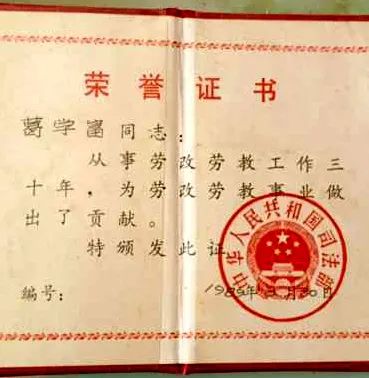 荣誉证书
葛学富同志：
从事劳改劳教工作三
十年，为劳改劳教事业做
出了贡献。
特颁发此证
中华人民共和国司法部
编号：